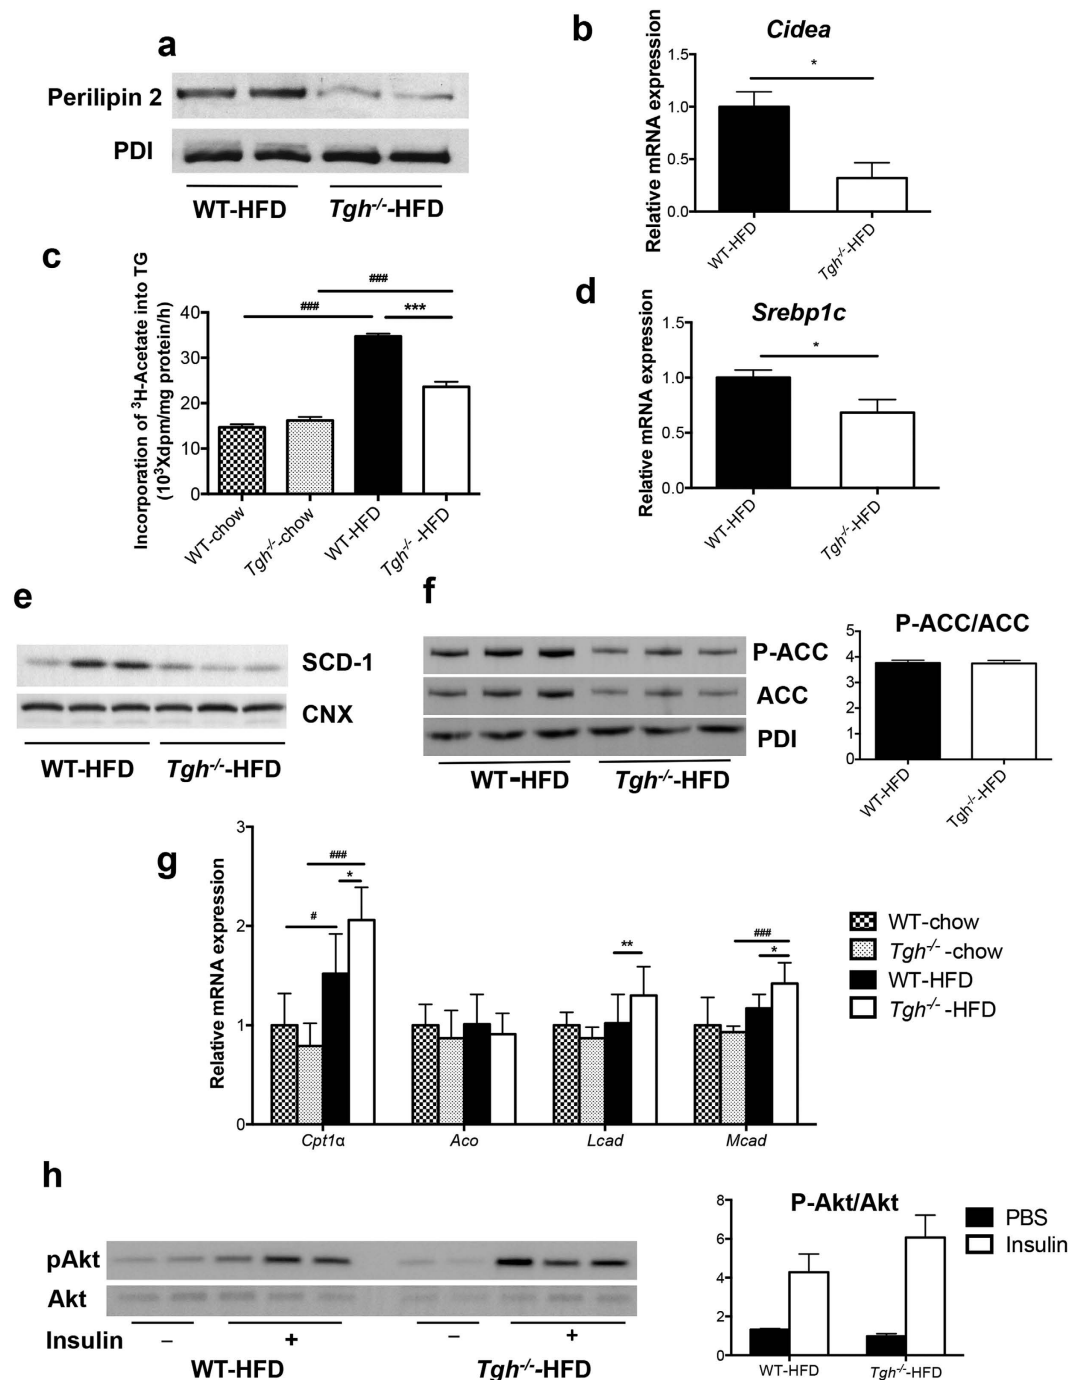 a
Perilipin 2
PDI
WT-HFD
Tgh-/--HFD
b
Cidea
Relative mRNA expression
1.5
1.0
0.5
0.0
*
WT-HFD
Tgh-/--HFD
c
Incorporation of 3H-Acetate into TG
(103Xdpm/mg protein/h)
40
30
20
10
0
###
###
***
WT-chow
Tgh-/--chow
WT-HFD
Tgh-/--HFD
d
Srebp1c
Relative mRNA expression
1.5
1.0
0.5
0.0
*
WT-HFD
Tgh-/--HFD
e
SCD-1
CNX
WT-HFD
Tgh-/--HFD
f
P-ACC
ACC
PDI
WT-HFD
Tgh-/--HFD
P-ACC/ACC
5
4
3
2
1
0
WT-HFD
Tgh-/--HFD
g
Relative mRNA expression
3
2
1
0
###
*
#
**
###
*
Cpt1α
Aco
Lcad
Mcad
WT-chow
Tgh-/- -chow
WT-HFD
Tgh-/- -HFD
h
pAkt
Akt
Insulin
–
+
–
+
WT-HFD
Tgh-/--HFD
P-Akt/Akt
8
6
4
2
0
WT-HFD
Tgh-/--HFD
PBS
Insulin